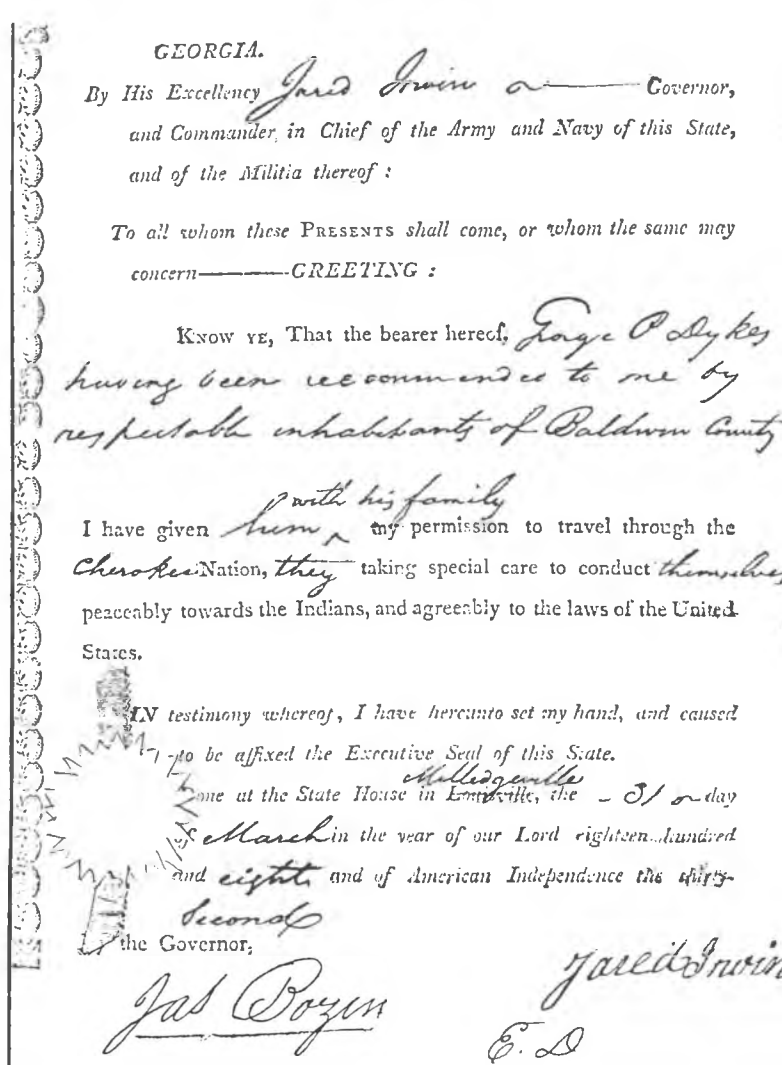 GEORGIA.
By His Excellency Jared Irwin Governor,
and Commander in Chief of the Army and Navy of this State,
and of the Militia thereof :
To all whom these PRESENTS shall come, or whom the same may
concern———GREETING :
KNOW YE, That the bearer hereof, George P Dykes
having been recommended to me by
respectable inhabitants of Baldwin County
with his family
I have given him ^ my permission to travel through the
Cherokee Nation, they taking special care to conduct themselves
peaceably towards the Indians, and agreeably to the laws of the United
States.
IN testimony whereof, I have hereunto set my hand, and caused
to be affixed the Executive Seal of this State.
Milledgeville
Done at the State House in Louisville, the 31 day
of March in the year of our Lord eighteen hundred
and eight and of American Independence the thirty-
Second
By the Governor,
Jared Irwin
Jas Bozen
E. D